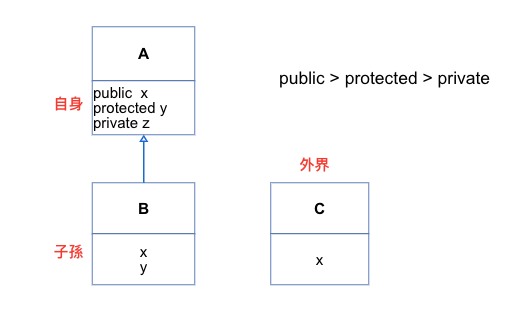 A
public x
protected y
private z
自身
public > protected > private
外界
B
C
子孫
x
y
x